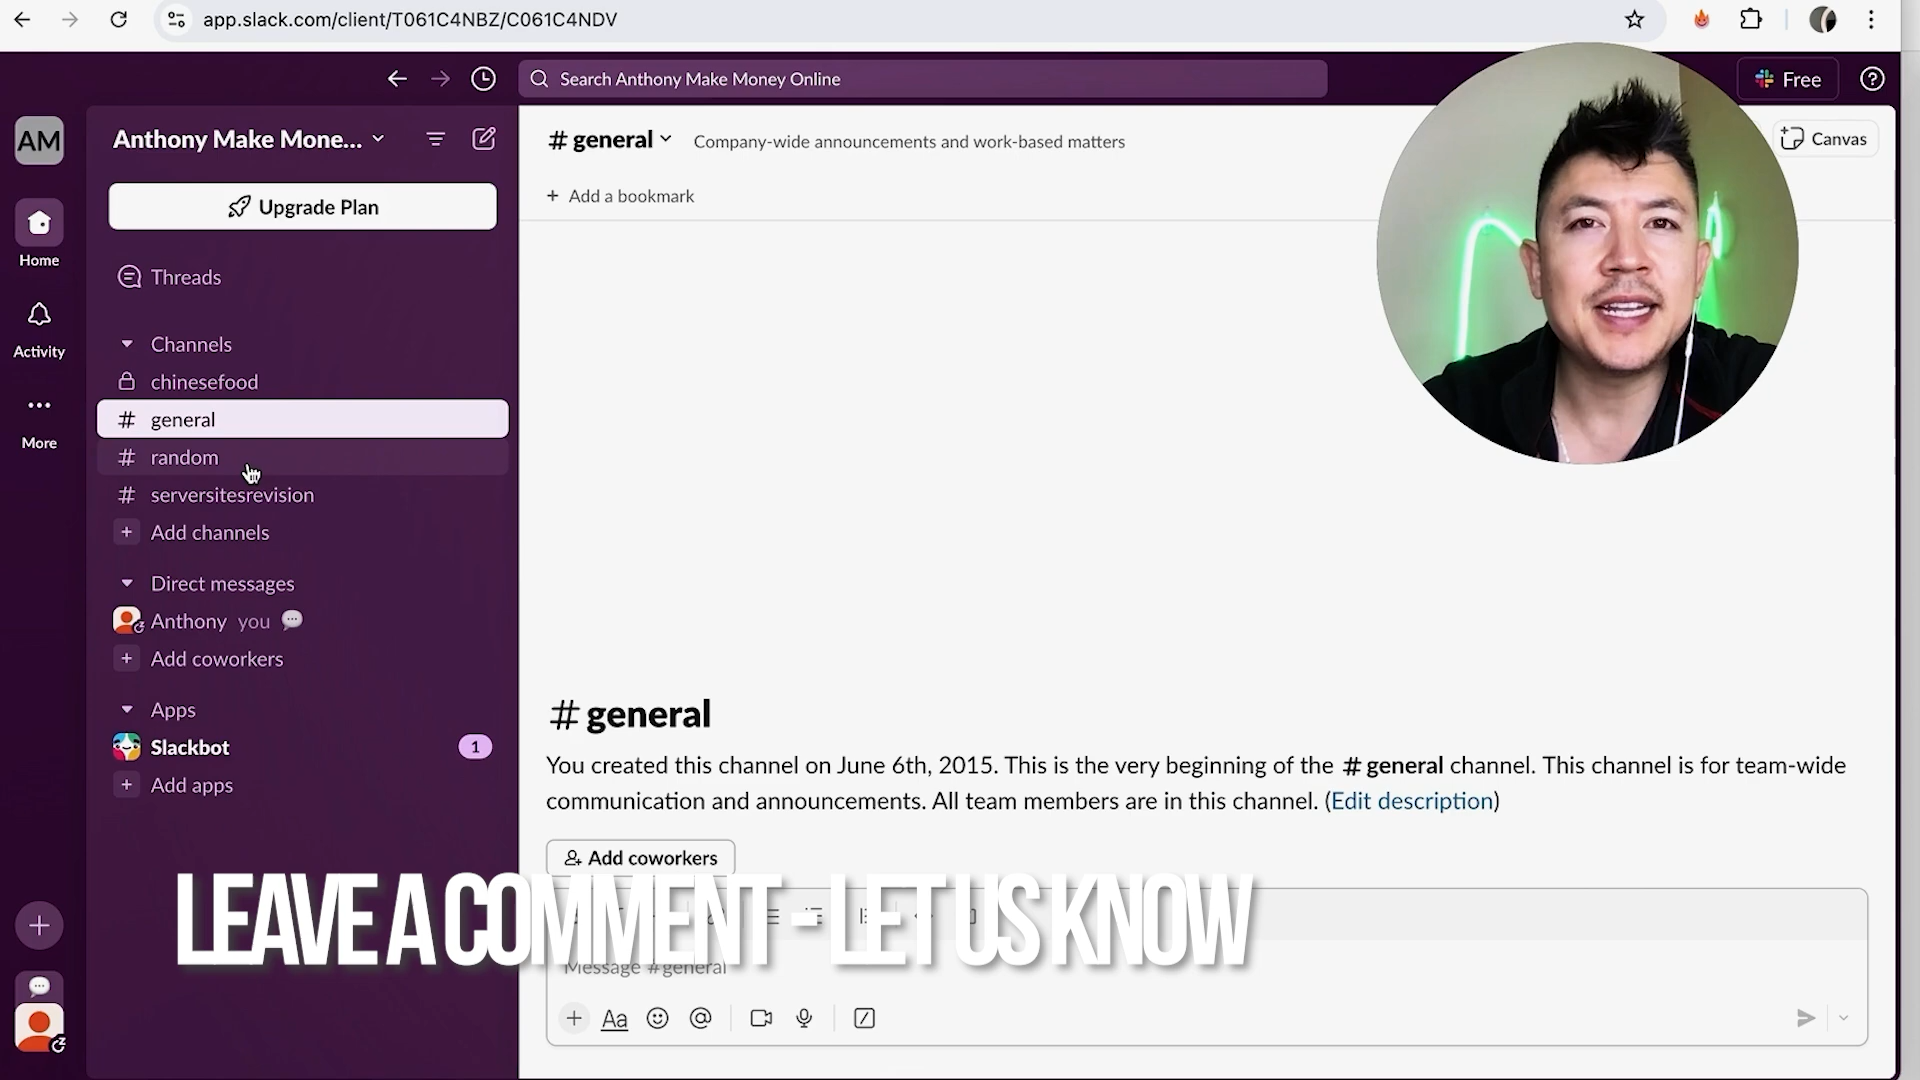 app.slack.com/client/T061C4NBZ/C061C4NDV
Search Anthony Make Money Online
Free
AM
Anthony Make Mone...
Upgrade Plan
Home
Threads
Activity
Channels
chinesefood
# general
More
# random
# serversitesrevision
+ Add channels
Direct messages
Anthony you
+ Add coworkers
Apps
Slackbot 1
+ Add apps
# general
Company-wide announcements and work-based matters
Canvas
+ Add a bookmark
# general
You created this channel on June 6th, 2015. This is the very beginning of the # general channel. This channel is for team-wide
communication and announcements. All team members are in this channel. (Edit description)
Add coworkers
LEAVE A COMMENT - LET US KNOW
Message #general
Aa